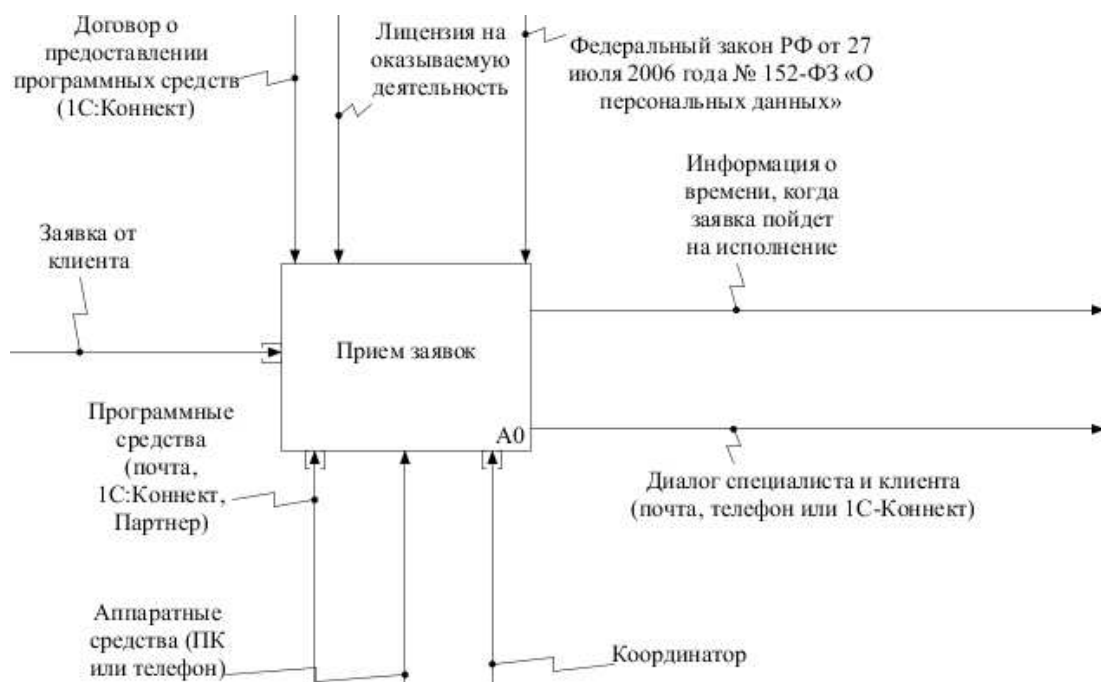 Договор о
предоставлении
программных средств
(1С:Коннект)
Лицензия на
оказываемую
деятельность
Федеральный закон РФ от 27
июля 2006 года № 152-ФЗ «О
персональных данных»
Информация о
времени, когда
заявка пойдет
на исполнение
Заявка от
клиента
Прием заявок
A0
Программные
средства
(почта,
1С:Коннект,
Партнер)
Диалог специалиста и клиента
(почта, телефон или 1С-Коннект)
Аппаратные
средства (ПК
или телефон)
Координатор